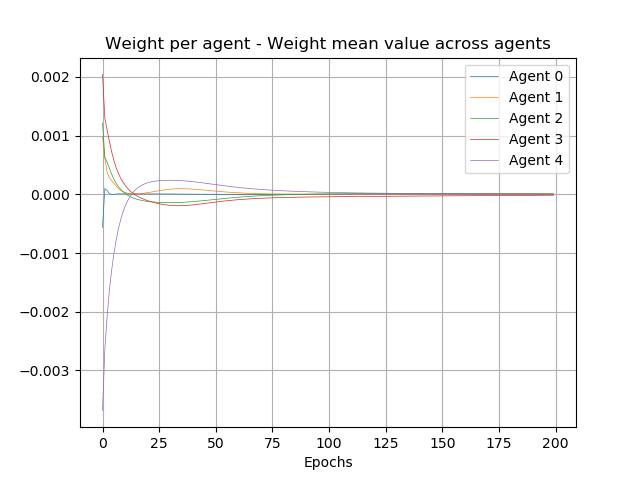 Weight per agent - Weight mean value across agents
Agent 0
Agent 1
Agent 2
Agent 3
Agent 4
0.002
0.001
0.000
−0.001
−0.002
−0.003
0 25 50 75 100 125 150 175 200
Epochs